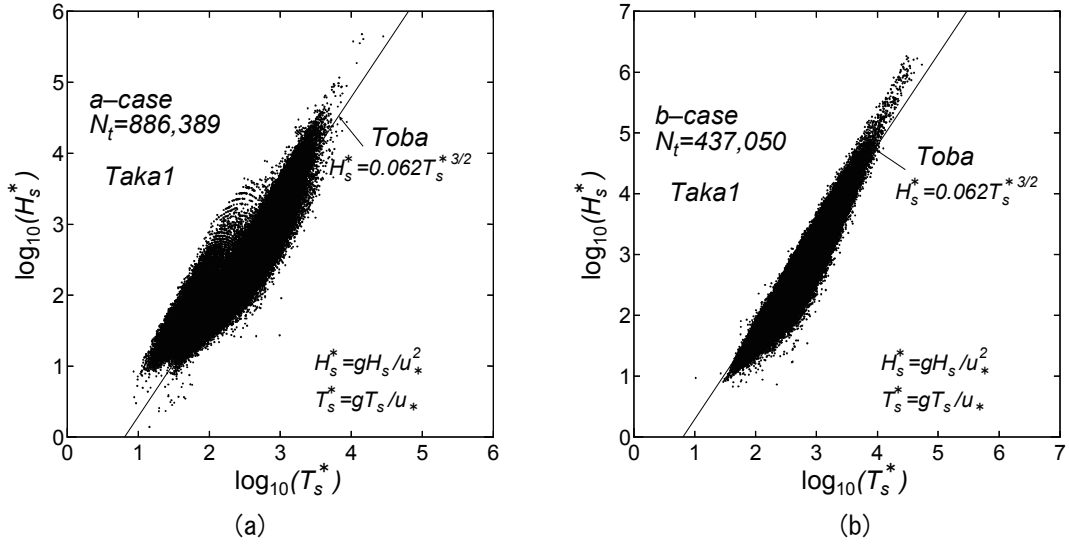 6
5
4
3
2
1
0
0 1 2 3 4 5 6
log10(Hs*)
log10(Ts*)
a–case
Nt=886,389
Taka1
Toba
Hs*=0.062Ts*3/2
Hs*=gHs/u*2
Ts*=gTs/u*
(a)
7
6
5
4
3
2
1
0
0 1 2 3 4 5 6 7
log10(Hs*)
log10(Ts*)
b–case
Nt=437,050
Taka1
Toba
Hs*=0.062Ts*3/2
Hs*=gHs/u*2
Ts*=gTs/u*
(b)